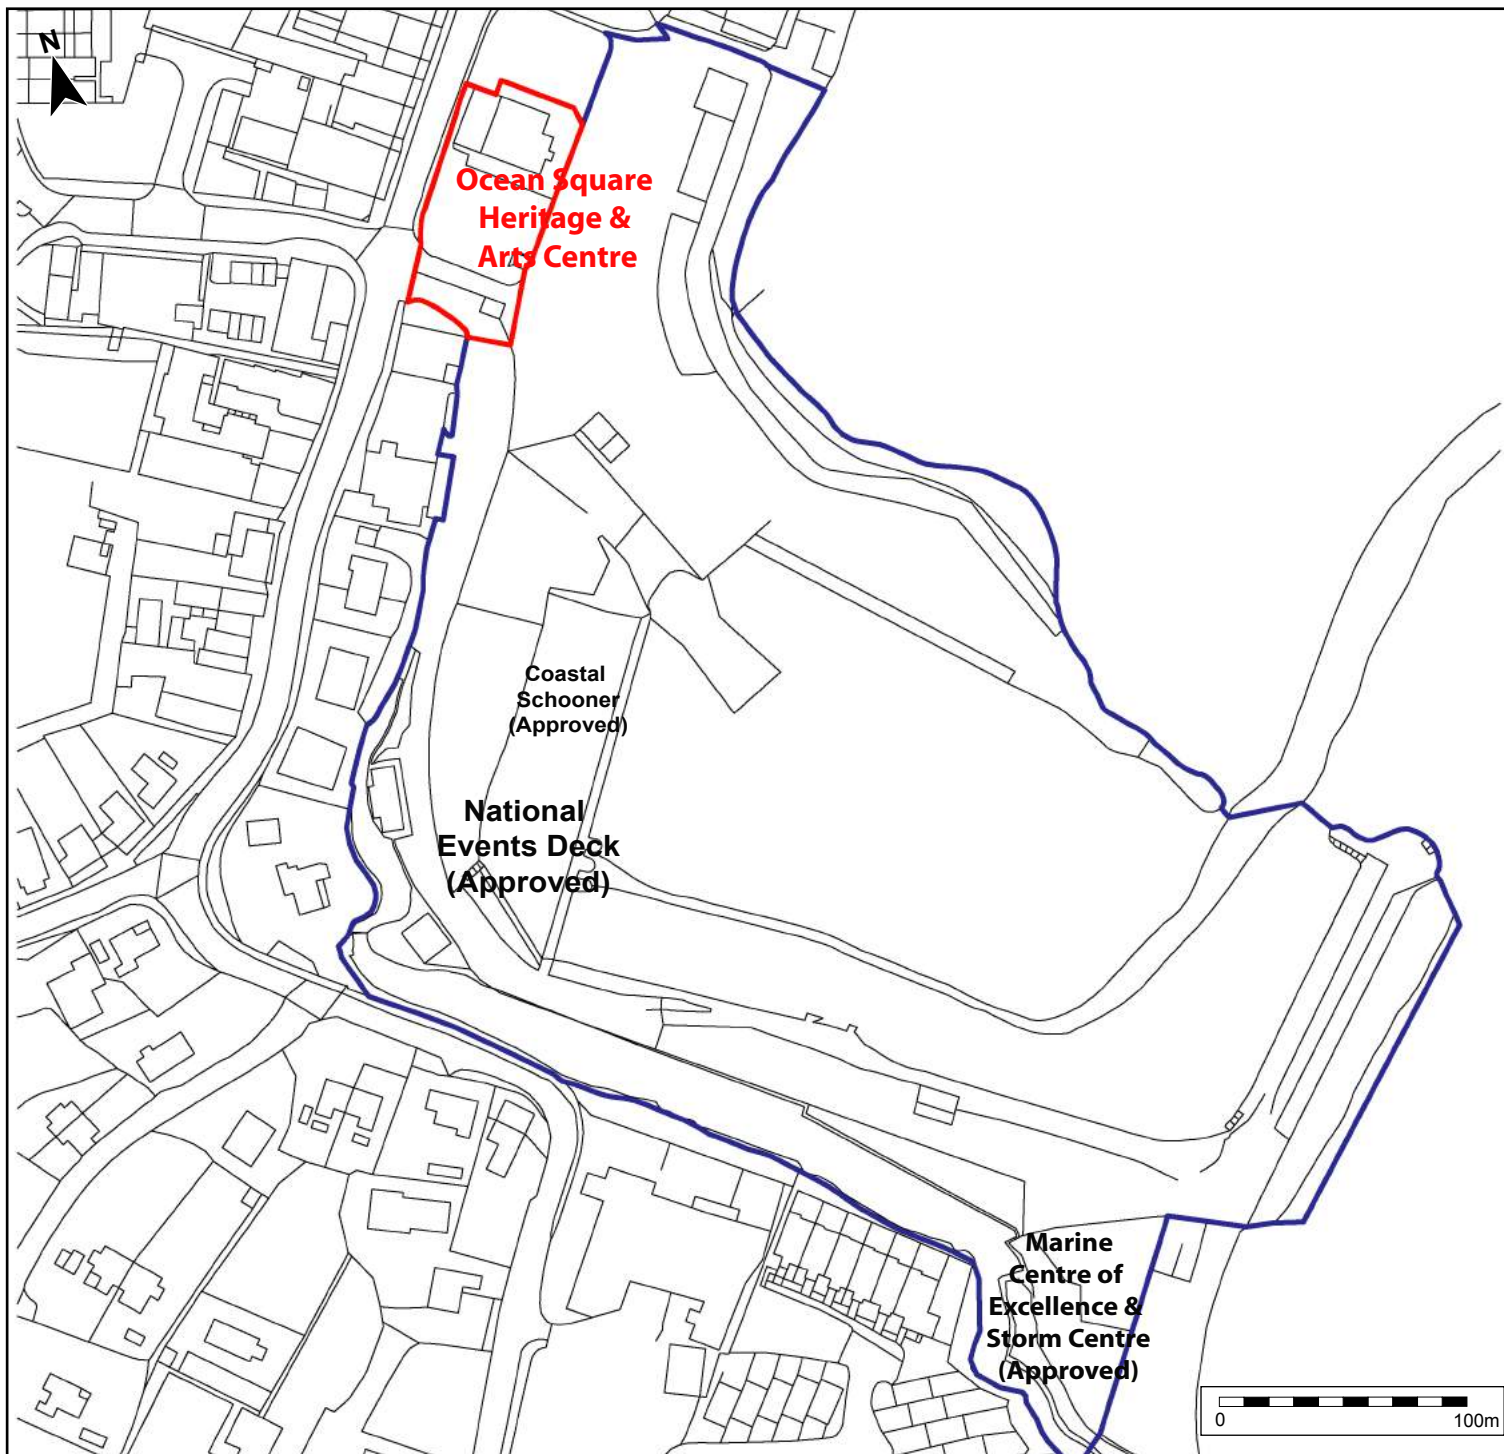 N
Ocean Square
Heritage &
Arts Centre
Coastal
Schooner
(Approved)
National
Events Deck
(Approved)
Marine
Centre of
Excellence &
Storm Centre
(Approved)
0 100m